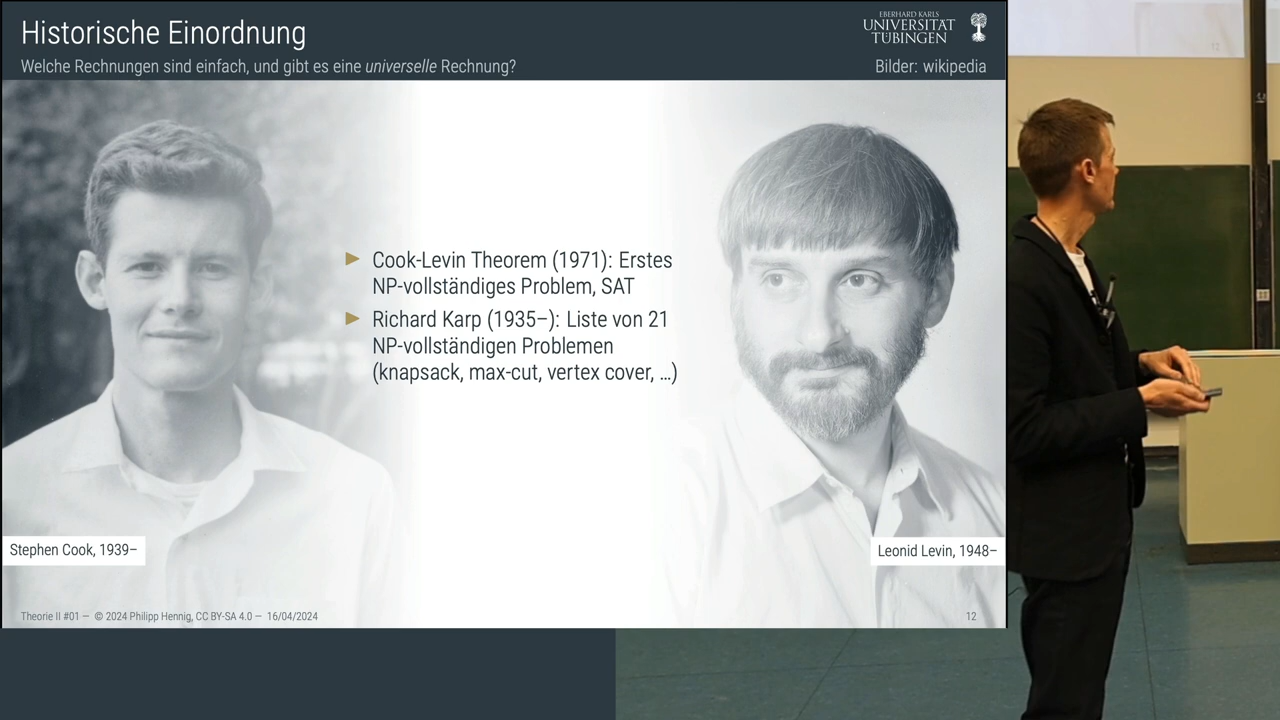 Historische Einordnung
Welche Rechnungen sind einfach, und gibt es eine universelle Rechnung?
EBERHARD KARLS
UNIVERSITÄT
TÜBINGEN
Bilder: wikipedia
► Cook-Levin Theorem (1971): Erstes
NP-vollständiges Problem, SAT
► Richard Karp (1935–): Liste von 21
NP-vollständigen Problemen
(knapsack, max-cut, vertex cover, ...)
Stephen Cook, 1939–
Leonid Levin, 1948–
Theorie II #01 — © 2024 Philipp Hennig, CC BY-SA 4.0 — 16/04/2024
12
12